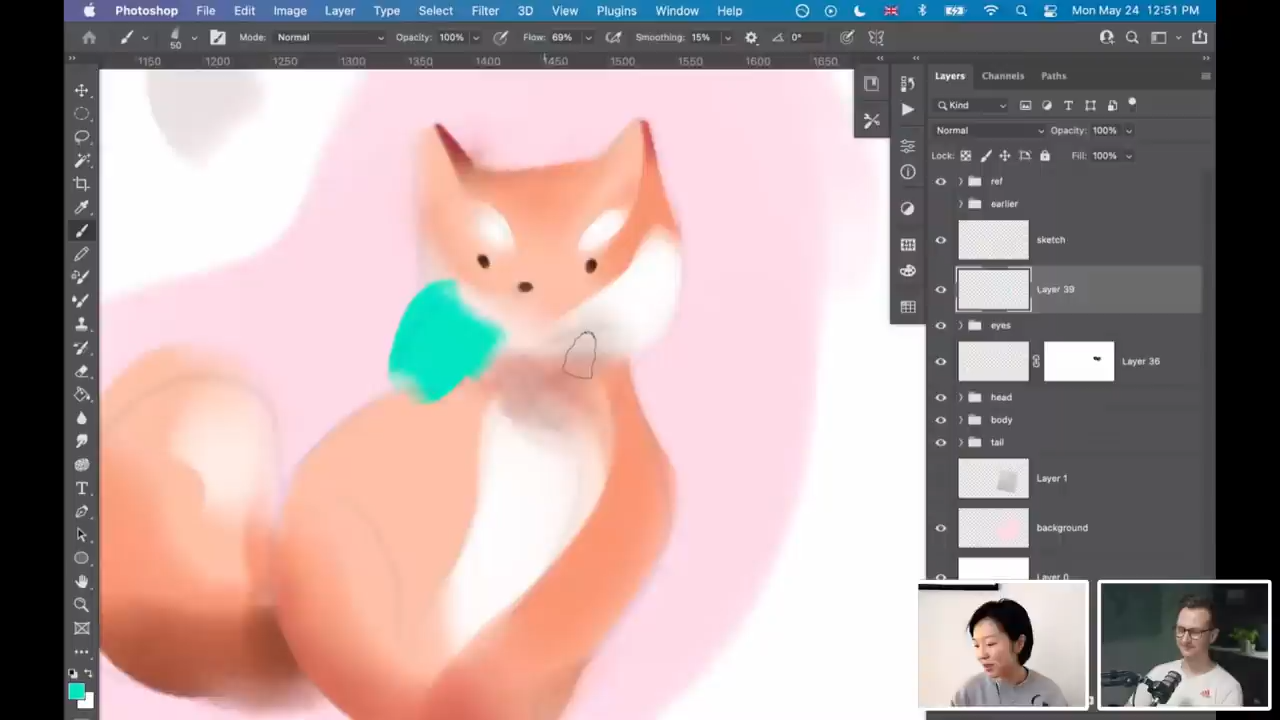 Photoshop File Edit Image Layer Type Select Filter 3D View Plugins Window Help Mon May 24 12:51 PM
50 Mode: Normal Opacity: 100% Flow: 69% Smoothing: 15% 0°
1150 1200 1250 1300 1350 1400 1450 1500 1550 1600 1650
Layers Channels Paths
Kind
Normal Opacity: 100%
Lock: Fill: 100%
ref
earlier
sketch
Layer 39
eyes
Layer 36
head
body
tail
Layer 1
background
Layer 0